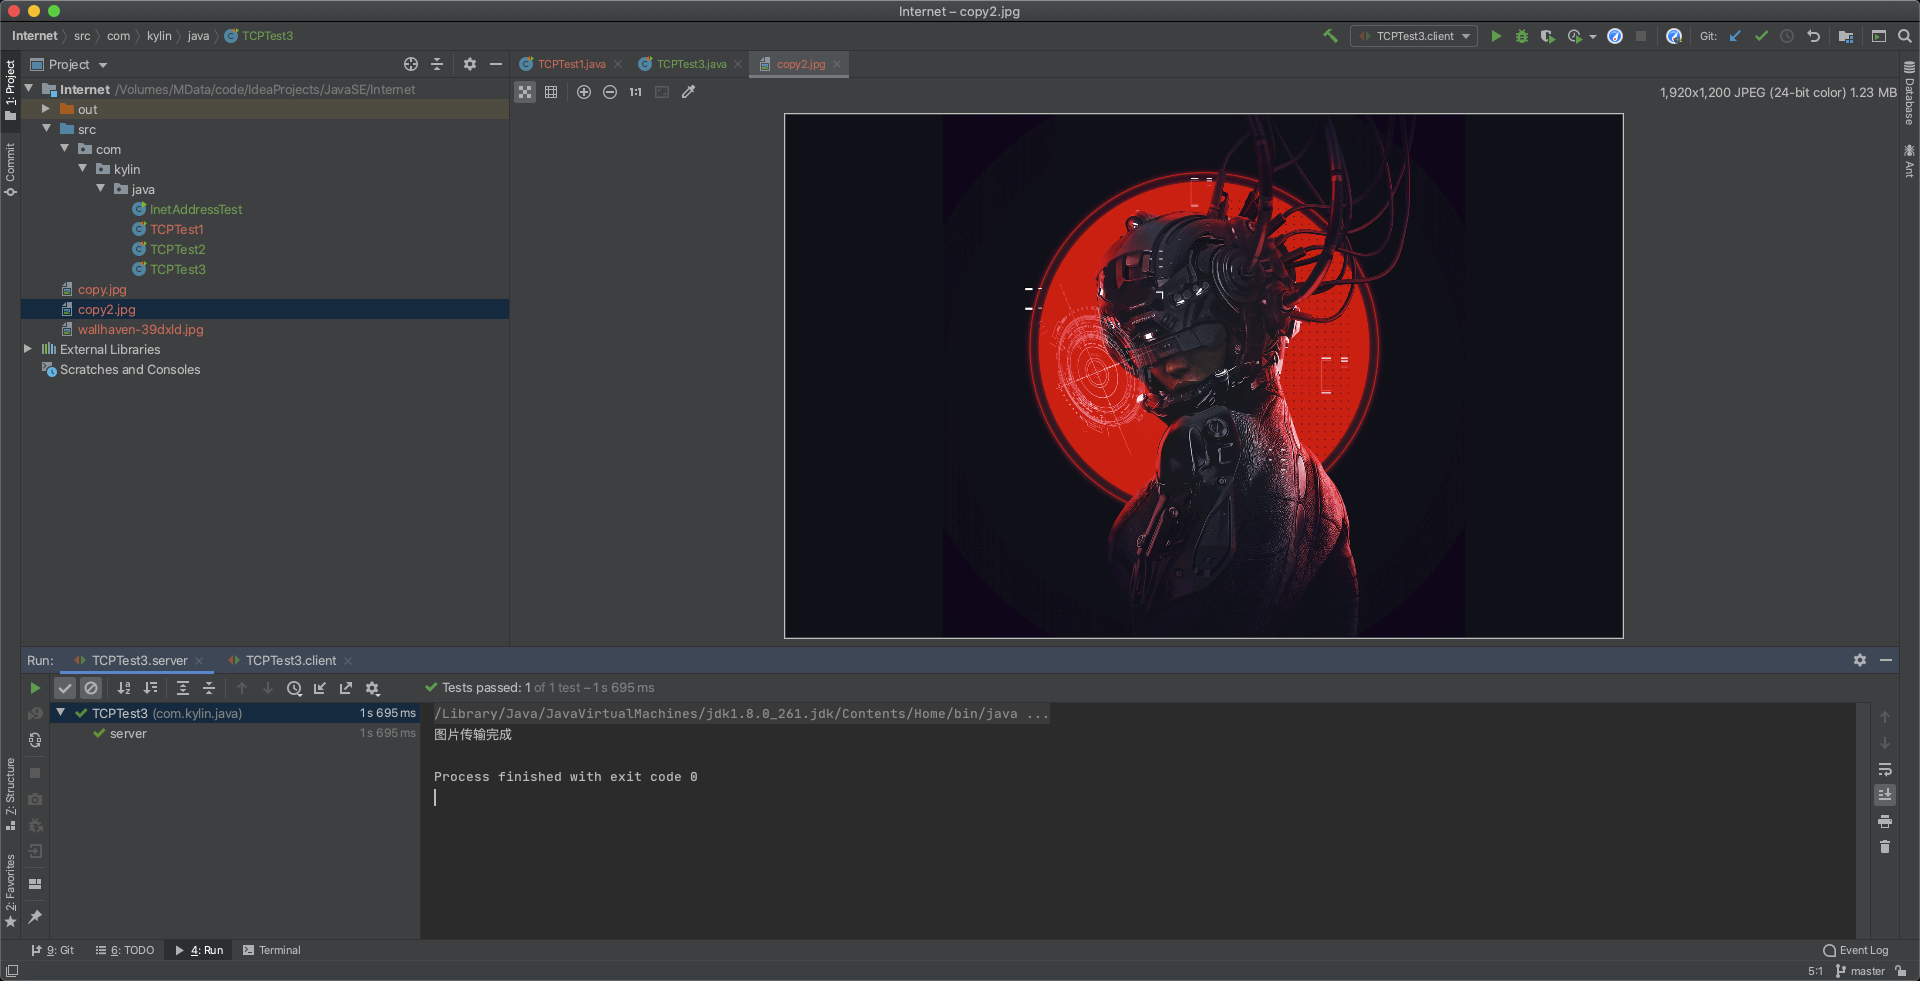 Internet – copy2.jpg
Internet src com kylin java TCPTest3
TCPTest3.client
Git:
1: Project
Commit
Z: Structure
2: Favorites
Project
TCPTest1.java
TCPTest3.java
copy2.jpg
Internet /Volumes/MData/code/IdeaProjects/JavaSE/Internet
out
src
com
kylin
java
InetAddressTest
TCPTest1
TCPTest2
TCPTest3
copy.jpg
copy2.jpg
wallhaven-39dxld.jpg
External Libraries
Scratches and Consoles
1:1
1,920x1,200 JPEG (24-bit color) 1.23 MB
Database
Ant
Run: TCPTest3.server TCPTest3.client
Tests passed: 1 of 1 test – 1 s 695 ms
TCPTest3 (com.kylin.java) 1 s 695 ms
server 1 s 695 ms
/Library/Java/JavaVirtualMachines/jdk1.8.0_261.jdk/Contents/Home/bin/java ...
图片传输完成
Process finished with exit code 0
9: Git 6: TODO 4: Run Terminal
Event Log
5:1 master